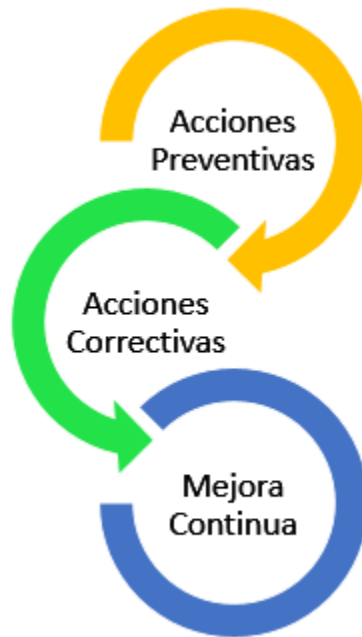 Acciones
Preventivas
Acciones
Correctivas
Mejora
Continua